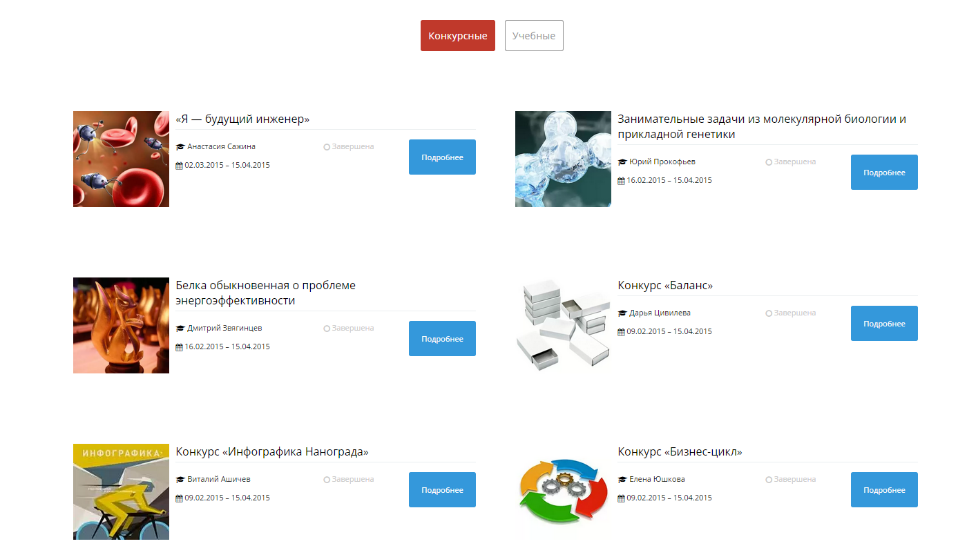 Конкурсные
Учебные
«Я — будущий инженер»
Анастасия Сажина
Завершена
02.03.2015 – 15.04.2015
Подробнее
Занимательные задачи из молекулярной биологии и
прикладной генетики
Юрий Прокофьев
Завершена
16.02.2015 – 15.04.2015
Подробнее
Белка обыкновенная о проблеме
энергоэффективности
Дмитрий Звягинцев
Завершена
16.02.2015 – 15.04.2015
Подробнее
Конкурс «Баланс»
Дарья Цивилева
Завершена
09.02.2015 – 15.04.2015
Подробнее
ИНФОГРАФИКА
Конкурс «Инфографика Нанограда»
Виталий Ашичев
Завершена
09.02.2015 – 15.04.2015
Подробнее
Конкурс «Бизнес-цикл»
Елена Юшкова
Завершена
09.02.2015 – 15.04.2015
Подробнее